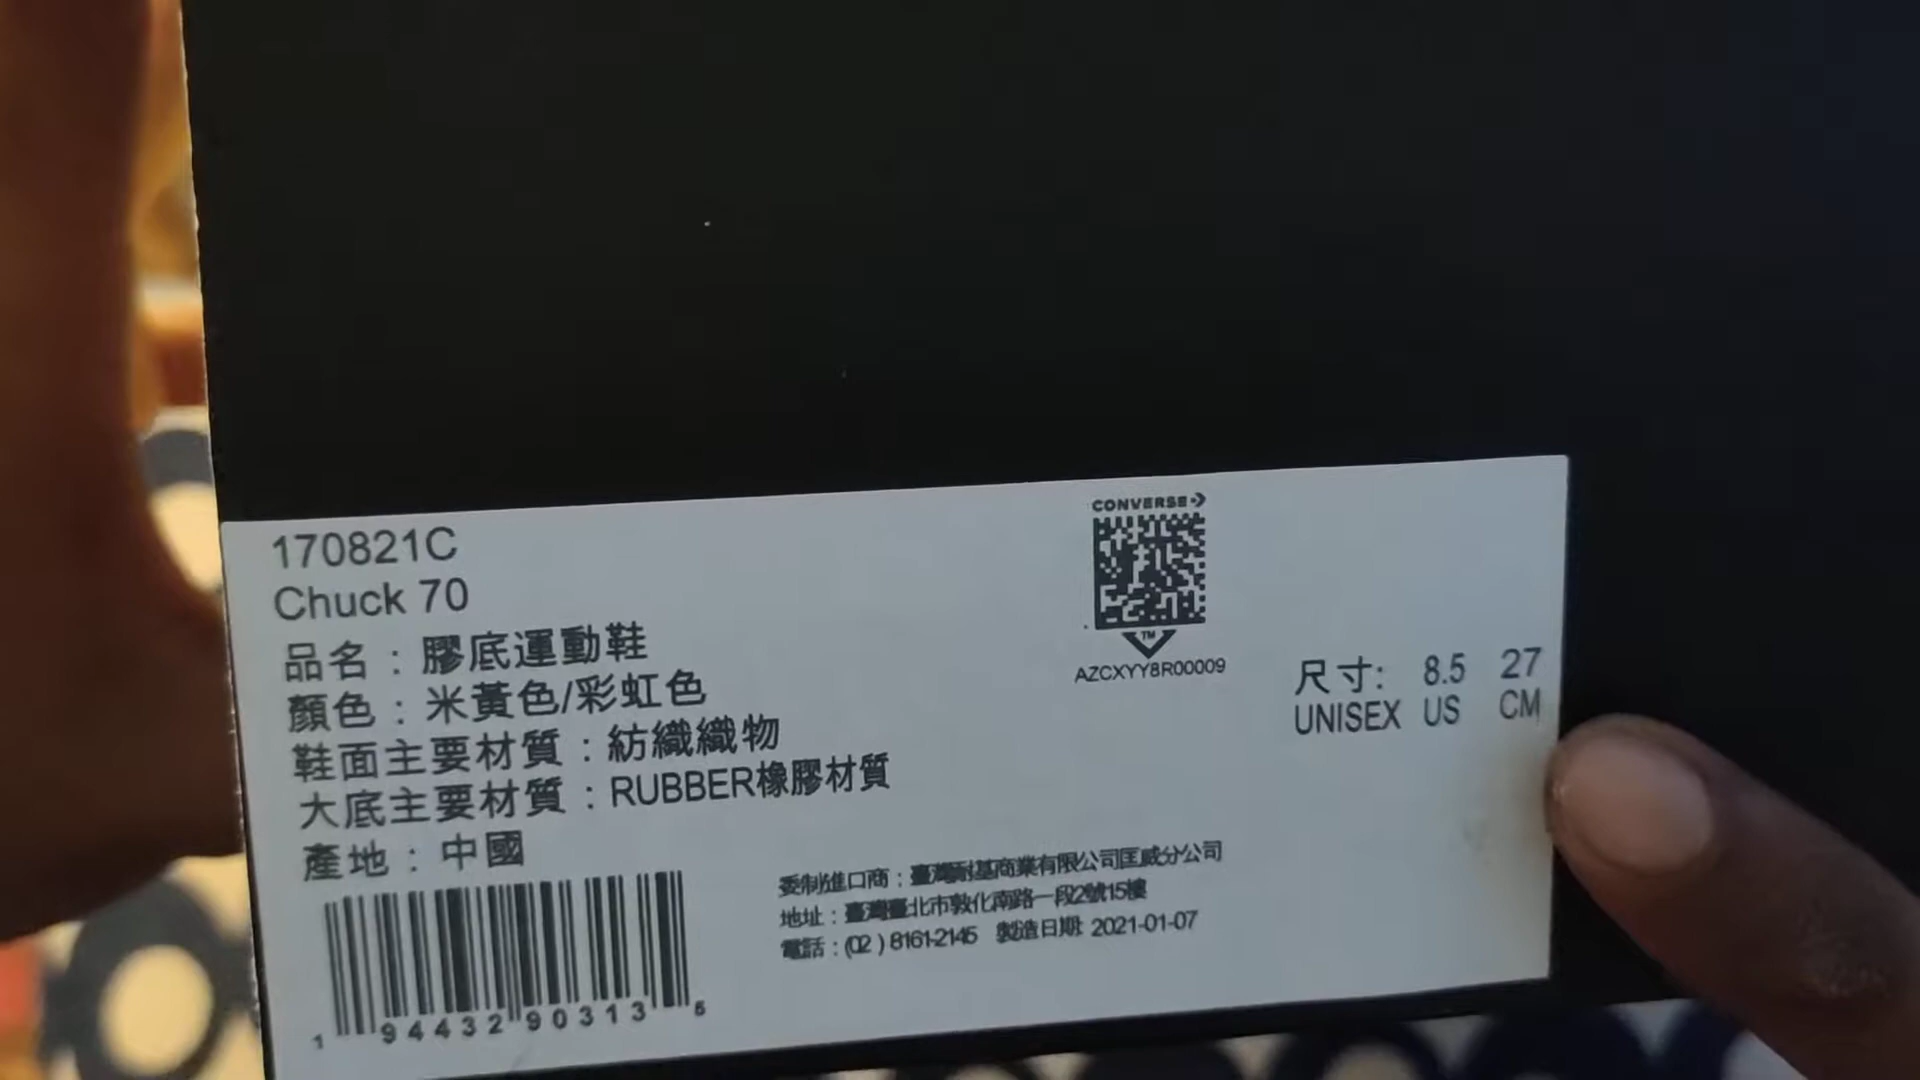 170821C
Chuck 70
品名：膠底運動鞋
顏色：米黃色/彩虹色
鞋面主要材質：紡織織物
大底主要材質：RUBBER橡膠材質
產地：中國
1 94432 90313 5
CONVERSE
TM
AZCXYY8R00009
尺寸: 8.5 27
UNISEX US CM
委制進口商：臺灣耐基商業有限公司匡威分公司
地址：臺灣臺北市敦化南路一段2號15樓
電話：(02)8161-2145 製造日期: 2021-01-07